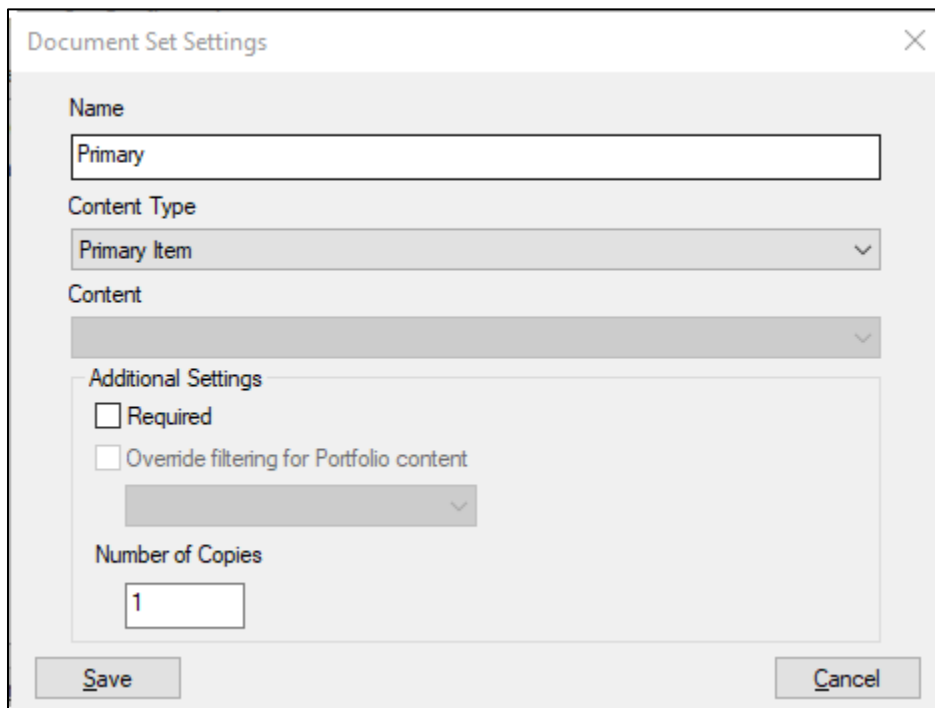 Document Set Settings
Name
Primary
Content Type
Primary Item
Content
Additional Settings
Required
Override filtering for Portfolio content
Number of Copies
1
Save
Cancel